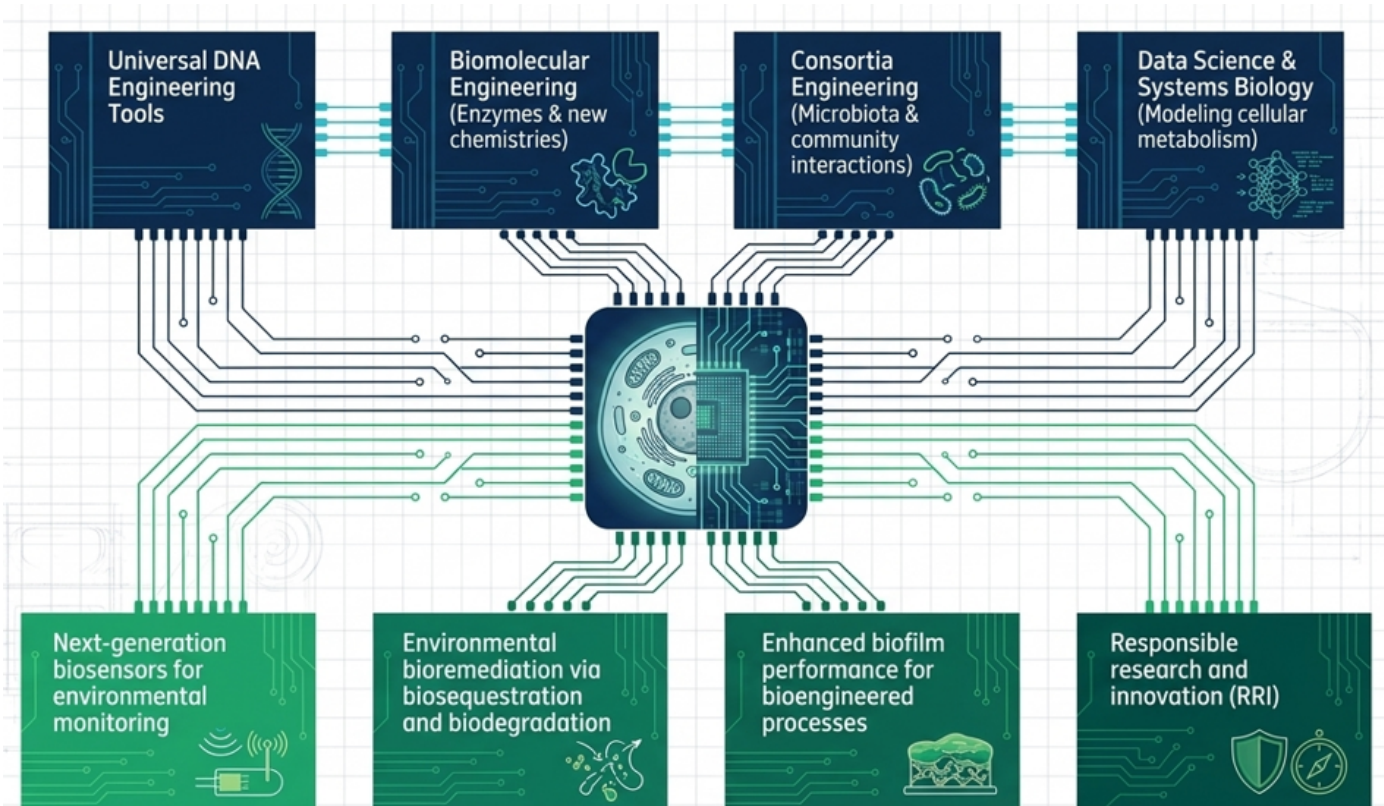 Universal DNA
Engineering
Tools
Biomolecular
Engineering
(Enzymes & new
chemistries)
Consortia
Engineering
(Microbiota &
community
interactions)
Data Science &
Systems Biology
(Modeling cellular
metabolism)
Next-generation
biosensors for
environmental
monitoring
Environmental
bioremediation via
biosequestration
and biodegradation
Enhanced biofilm
performance for
bioengineered
processes
Responsible
research and
innovation (RRI)